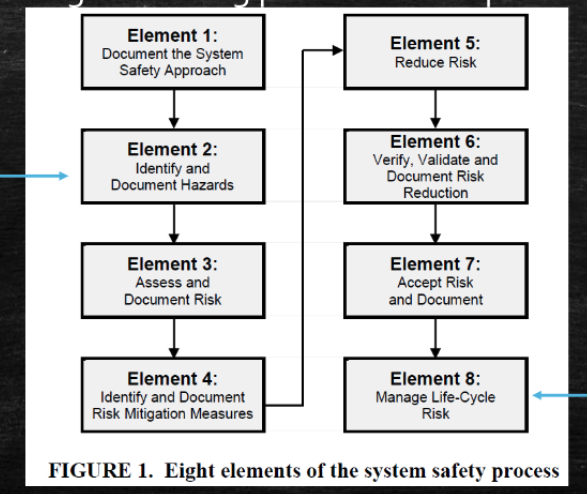 Element 1:
Document the System
Safety Approach
Element 2:
Identify and
Document Hazards
Element 3:
Assess and
Document Risk
Element 4:
Identify and Document
Risk Mitigation Measures
Element 5:
Reduce Risk
Element 6:
Verify, Validate and
Document Risk
Reduction
Element 7:
Accept Risk
and Document
Element 8:
Manage Life-Cycle
Risk
FIGURE 1. Eight elements of the system safety process